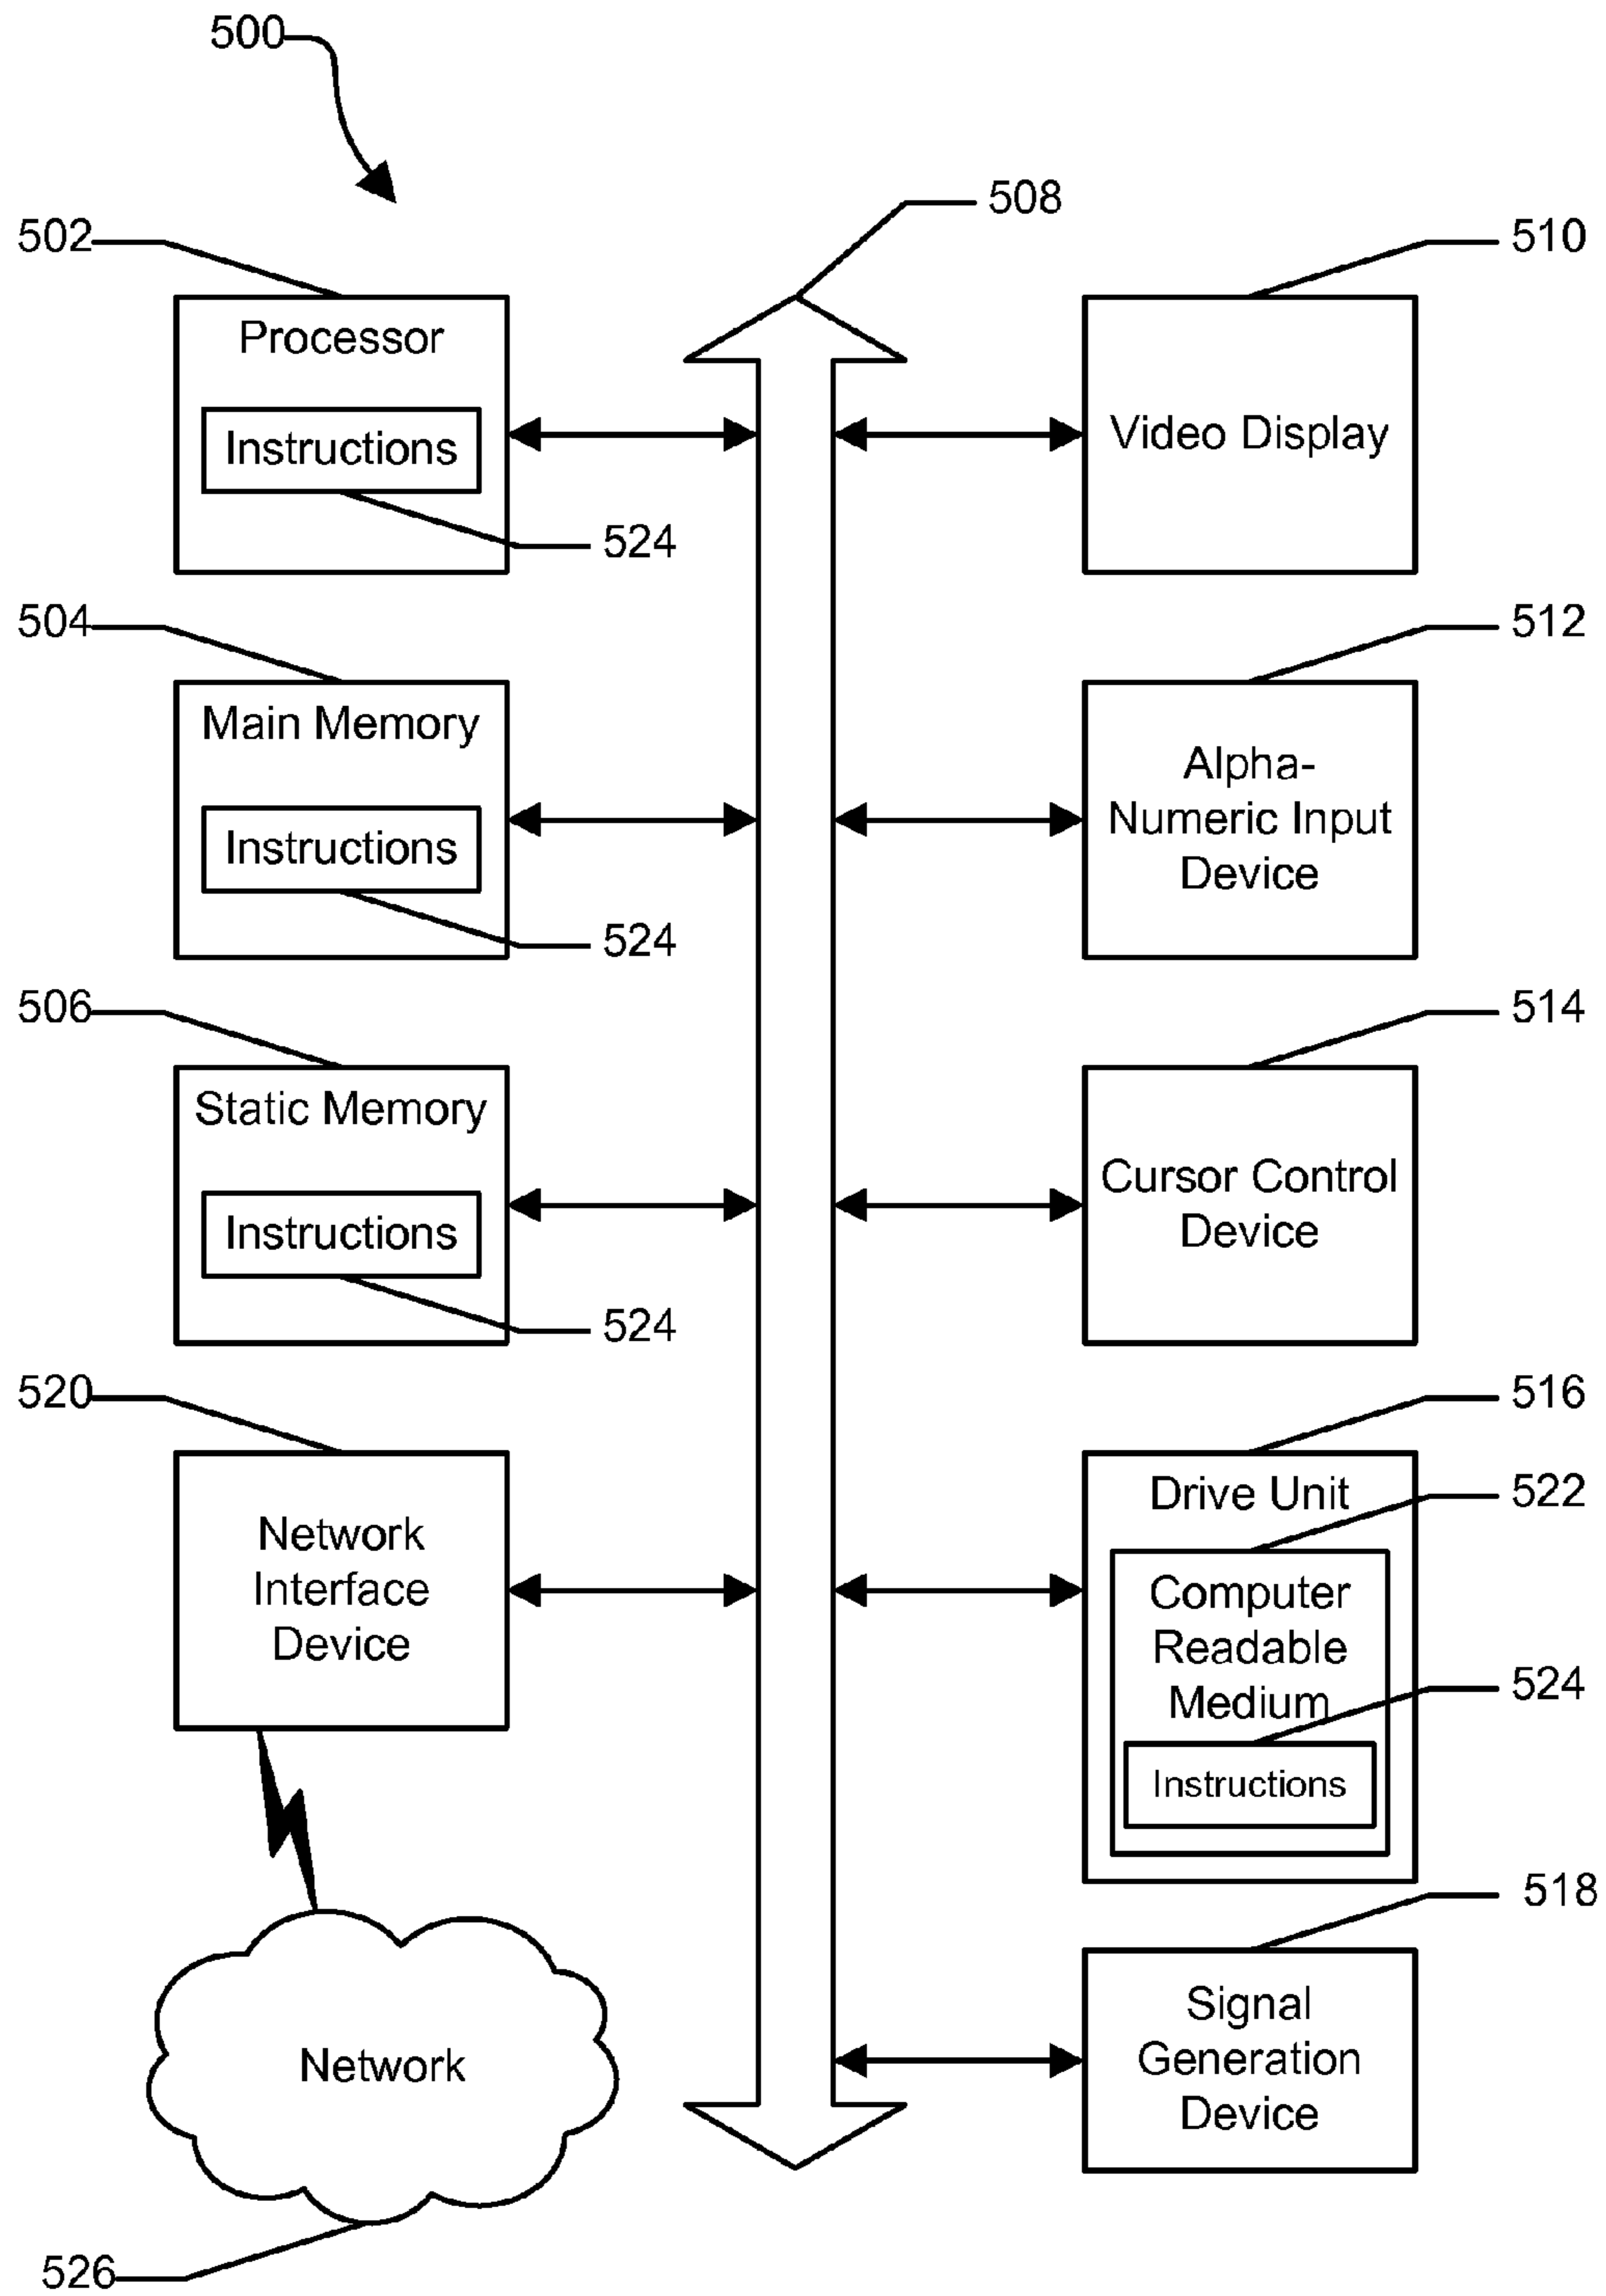 500
508
502
510
Processor
Instructions
524
Video Display
504
512
Main Memory
Instructions
524
Alpha-
Numeric Input
Device
506
514
Static Memory
Instructions
524
Cursor Control
Device
520
516
Network
Interface
Device
Drive Unit
522
Computer
Readable
Medium
524
Instructions
518
Signal
Generation
Device
Network
526